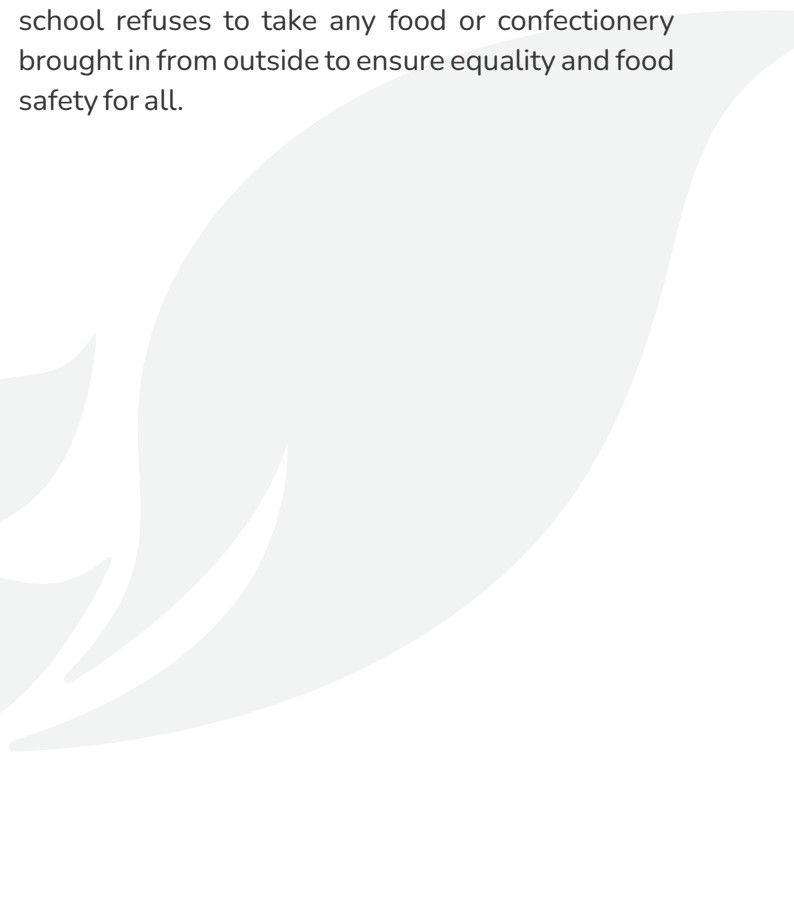 school refuses to take any food or confectionery
brought in from outside to ensure equality and food
safety for all.